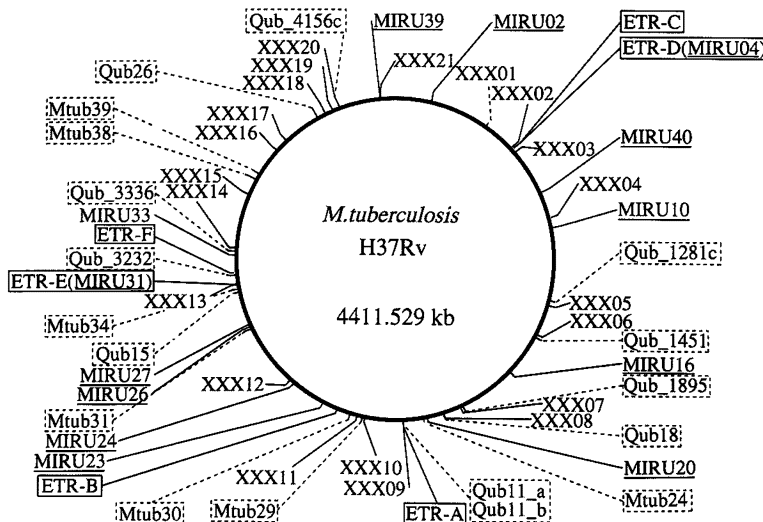 Qub_4156c
MIRU39
MIRU02
ETR-C
XXX20
XXX19
XXX18
XXX21
XXX01
ETR-D(MIRU04)
Qub26
XXX02
Mtub39
XXX17
Mtub38
XXX16
XXX03
MIRU40
XXX15
XXX14
XXX04
Qub_3336
MIRU33
MIRU10
M.tuberculosis
H37Rv
ETR-F
Qub_3232
Qub_1281c
ETR-E(MIRU31)
XXX13
XXX05
4411.529 kb
XXX06
Mtub34
Qub_1451
Qub15
MIRU27
MIRU16
XXX12
MIRU26
Qub_1895
Mtub31
XXX07
XXX08
MIRU24
Qub18
MIRU23
XXX11
XXX10
MIRU20
ETR-B
XXX09
Qub11_a
Qub11_b
Mtub24
Mtub30
Mtub29
ETR-A